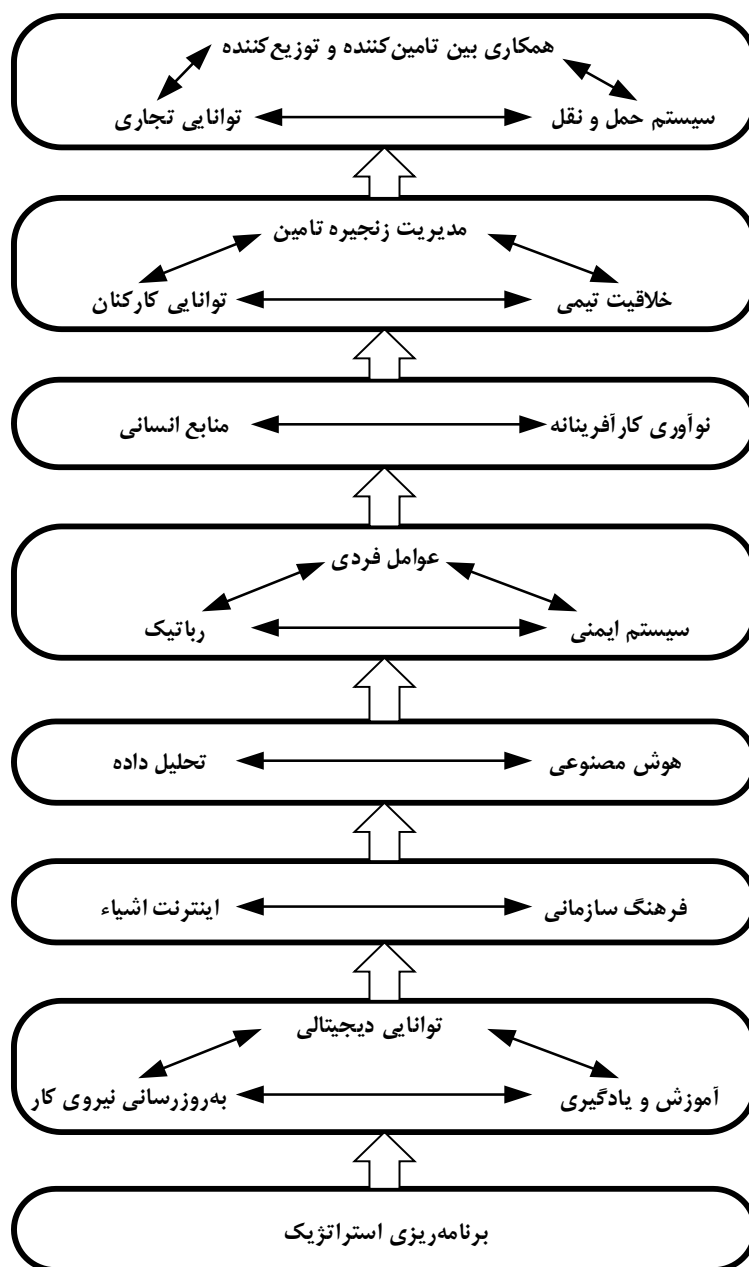 همکاری بین تامین‌کننده و توزیع‌کننده
سیستم حمل و نقل
توانایی تجاری
مدیریت زنجیره تامین
خلاقیت تیمی
توانایی کارکنان
نوآوری کارآفرینانه
منابع انسانی
عوامل فردی
سیستم ایمنی
رباتیک
هوش مصنوعی
تحلیل داده
فرهنگ سازمانی
اینترنت اشیاء
توانایی دیجیتالی
آموزش و یادگیری
به‌روزرسانی نیروی کار
برنامه‌ریزی استراتژیک